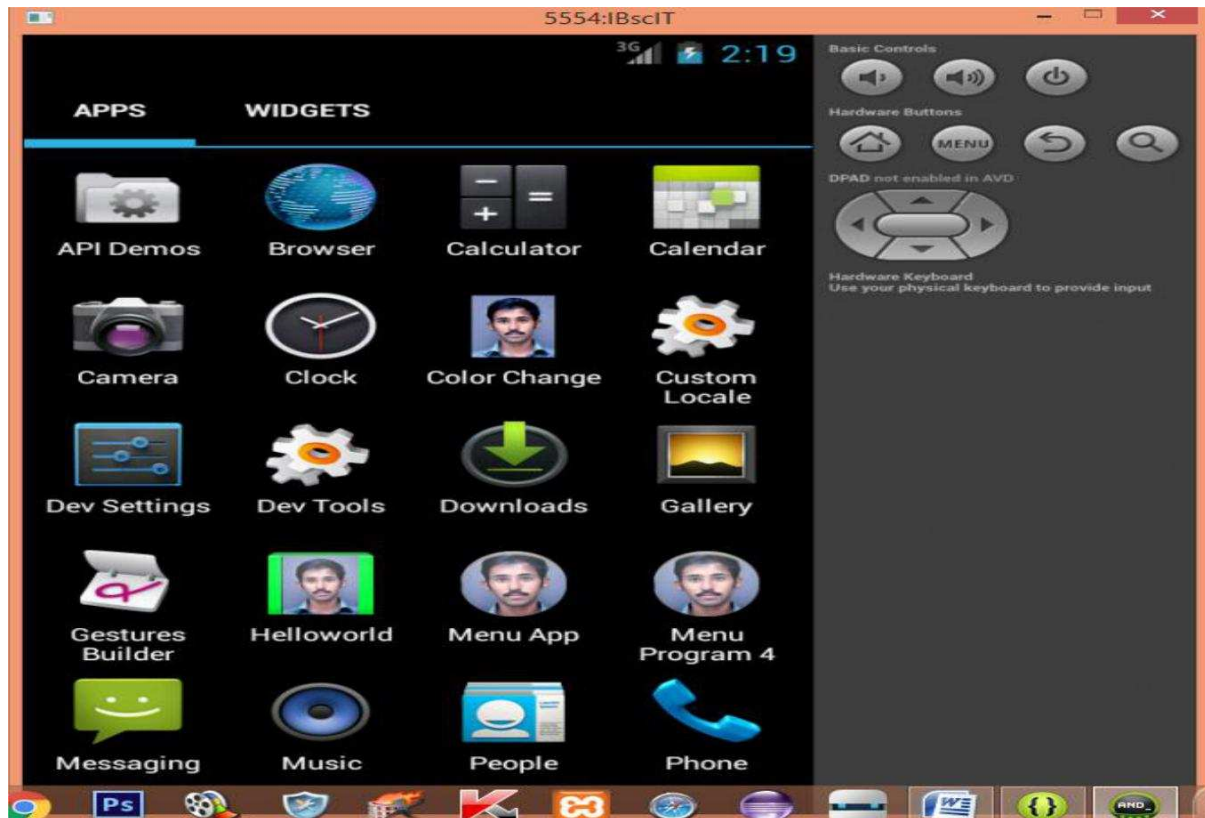 5554:IBscIT
3G 2:19
APPS WIDGETS
API Demos Browser Calculator Calendar
Camera Clock Color Change Custom Locale
Dev Settings Dev Tools Downloads Gallery
Gestures Builder Helloworld Menu App Menu Program 4
Messaging Music People Phone
Basic Controls
Hardware Buttons
MENU
DPAD not enabled in AVD
Hardware Keyboard
Use your physical keyboard to provide input
Ps
W
{}
AND_